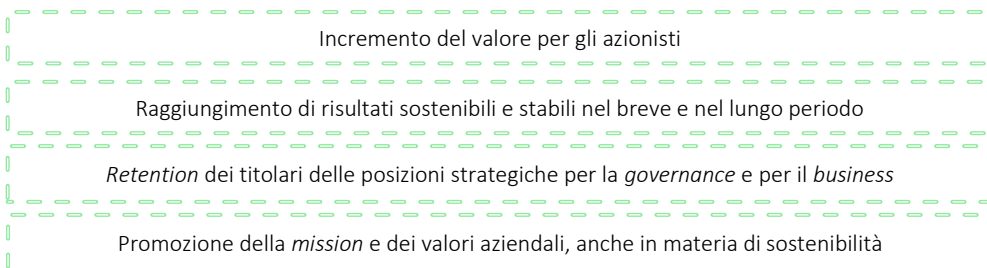 Incremento del valore per gli azionisti
Raggiungimento di risultati sostenibili e stabili nel breve e nel lungo periodo
Retention dei titolari delle posizioni strategiche per la governance e per il business
Promozione della mission e dei valori aziendali, anche in materia di sostenibilità